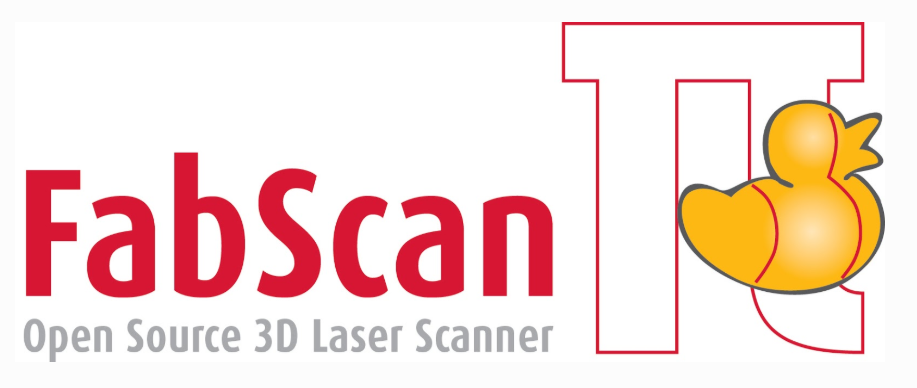 FabScan π
Open Source 3D Laser Scanner